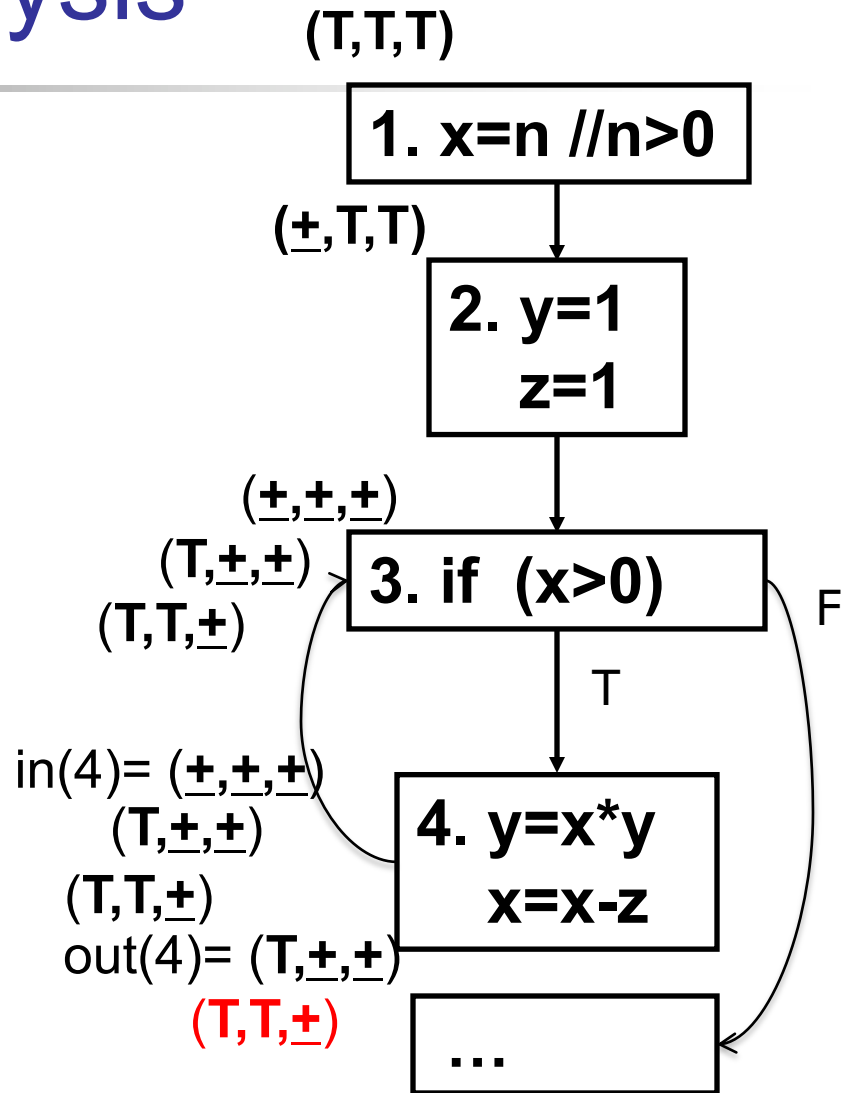 ysis
(T,T,T)
1. x=n //n>0
(+,T,T)
2. y=1
z=1
(+,+,+)
(T,+,+)
3. if (x>0)
(T,T,+)
F
T
in(4)= (+,+,+)
(T,+,+)
4. y=x*y
x=x-z
(T,T,+)
out(4)= (T,+,+)
(T,T,+)
...